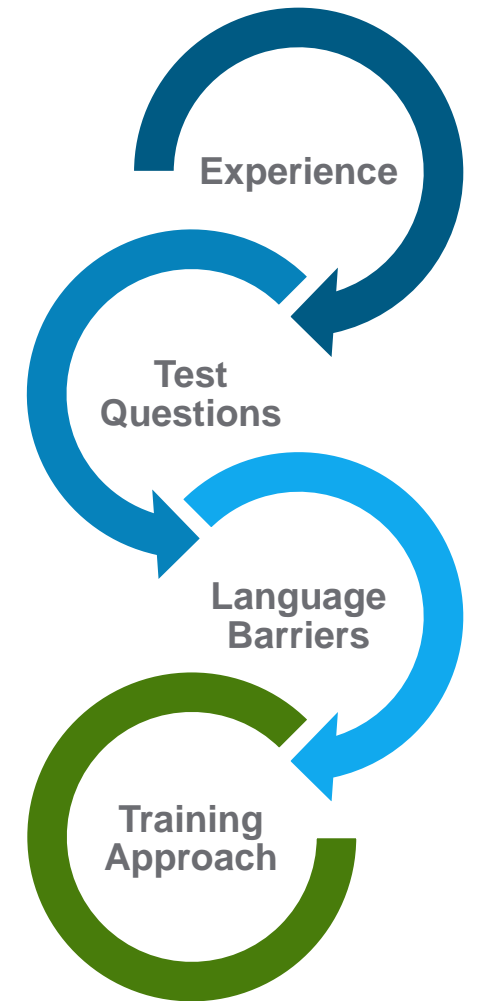 Experience
Test
Questions
Language
Barriers
Training
Approach